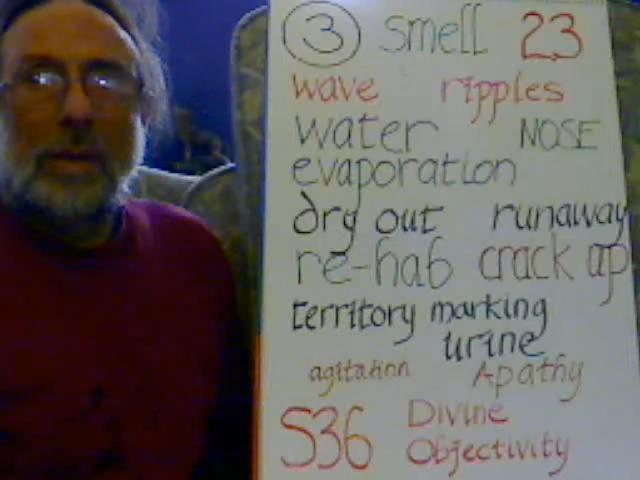 3 smell 23
wave ripples
water NOSE
evaporation
dry out runaway
re-hab crack up
territory marking
urine
agitation Apathy
S36 Divine
Objectivity